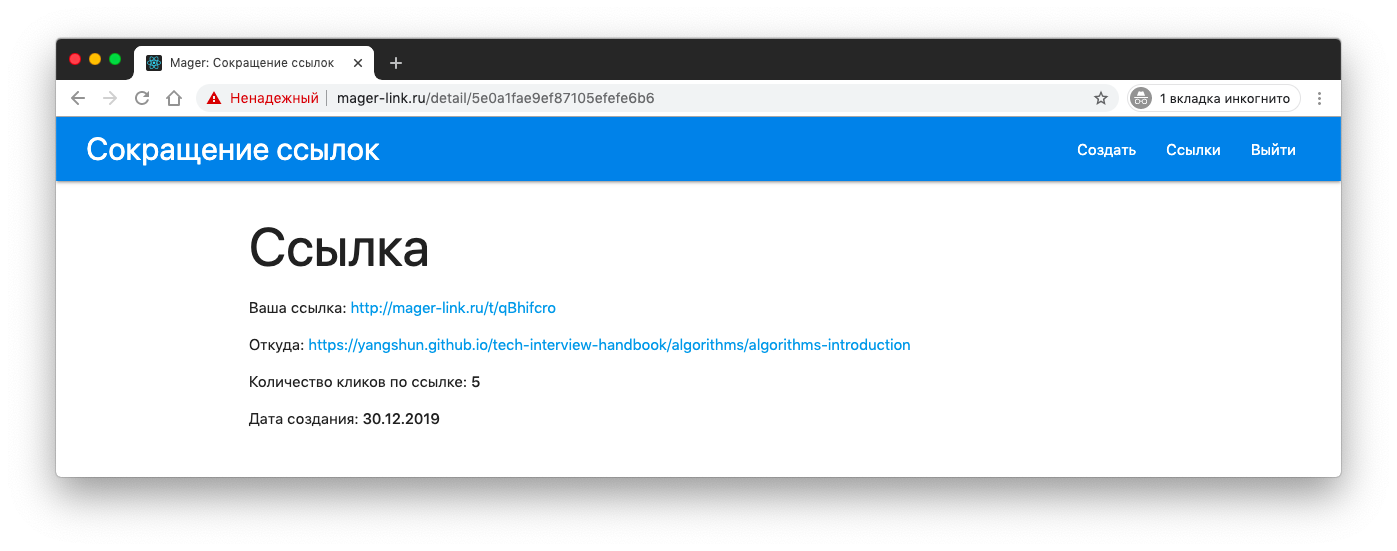 Mager: Сокращение ссылок
Ненадежный mager-link.ru/detail/5e0a1fae9ef87105efefe6b6 1 вкладка инкогнито
Сокращение ссылок Создать Ссылки Выйти
Ссылка
Ваша ссылка: http://mager-link.ru/t/qBhifcro
Откуда: https://yangshun.github.io/tech-interview-handbook/algorithms/algorithms-introduction
Количество кликов по ссылке: 5
Дата создания: 30.12.2019